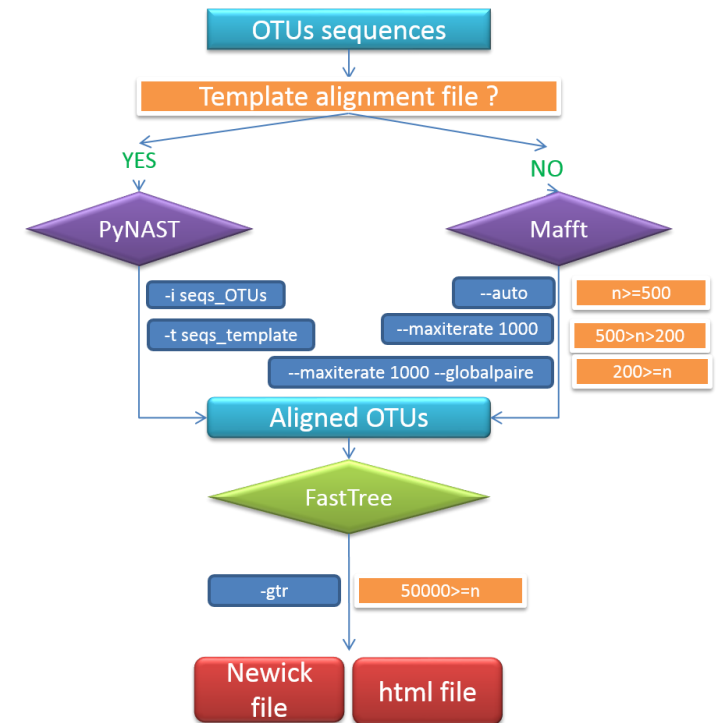 OTUs sequences
Template alignment file ?
YES
NO
PyNAST
Mafft
-i seqs_OTUs
--auto
n>=500
-t seqs_template
--maxiterate 1000
500>n>200
--maxiterate 1000 --globalpaire
200>=n
Aligned OTUs
FastTree
-gtr
50000>=n
Newick
file
html file